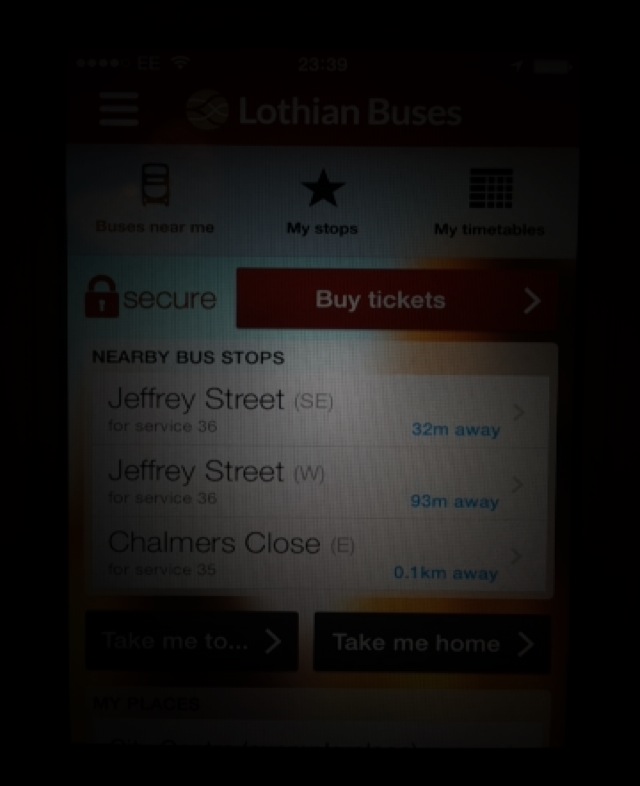 EE 23:39
Lothian Buses
Buses near me My stops My timetables
secure Buy tickets
NEARBY BUS STOPS
Jeffrey Street (SE)
for service 36
32m away
Jeffrey Street (W)
for service 36
93m away
Chalmers Close (E)
for service 35
0.1km away
Take me to... Take me home
MY PLACES